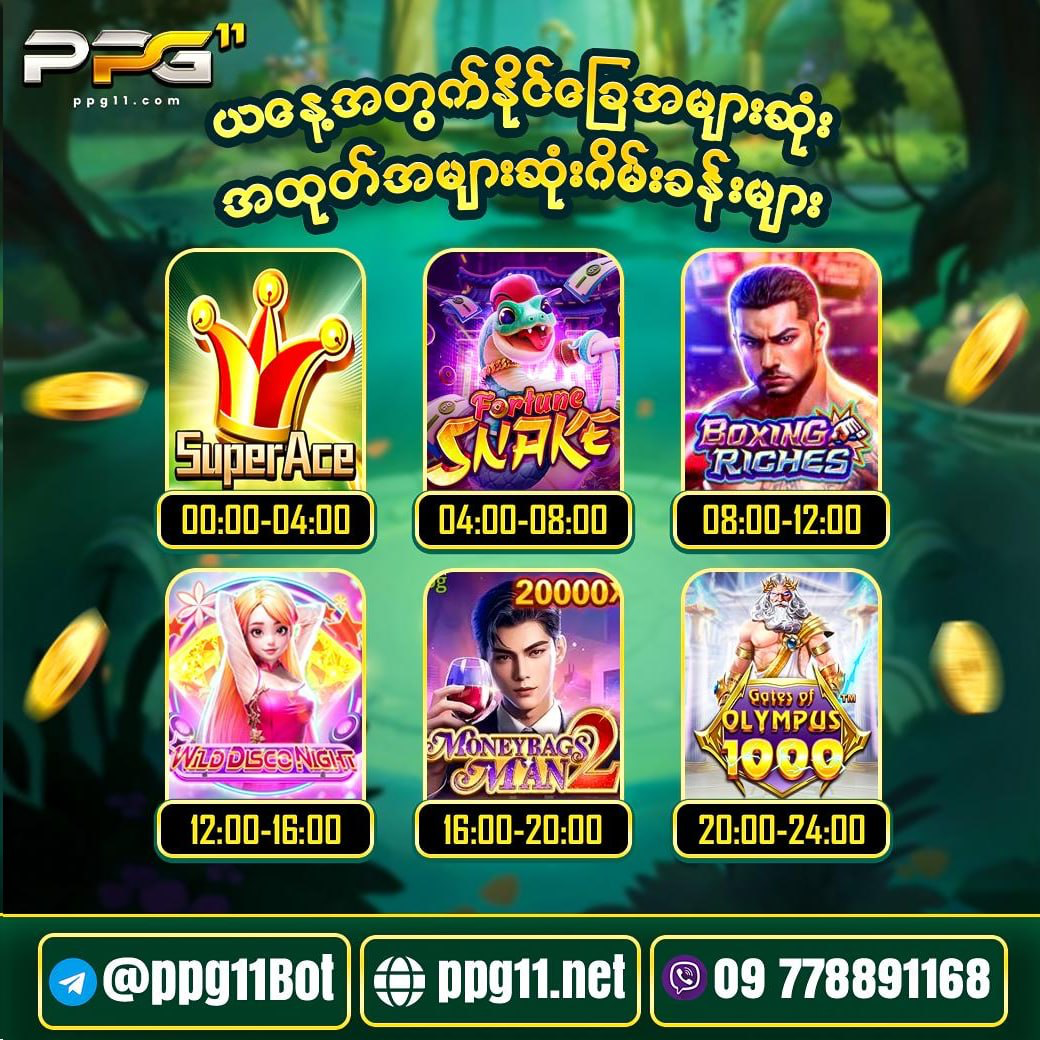 PPG11
ppg11.com
ယနေ့အတွက်နိုင်ခြေအများဆုံး
အထုတ်အများဆုံးဂိမ်းခန်းများ
SuperAce
Fortune
SNAKE
BOXING
RICHES
00:00-04:00
04:00-08:00
08:00-12:00
WILD DISCO NIGHT
20000X
MONEYBAGS
MAN 2
Gates of
OLYMPUS™
1000
12:00-16:00
16:00-20:00
20:00-24:00
@ppg11Bot
ppg11.net
09 778891168